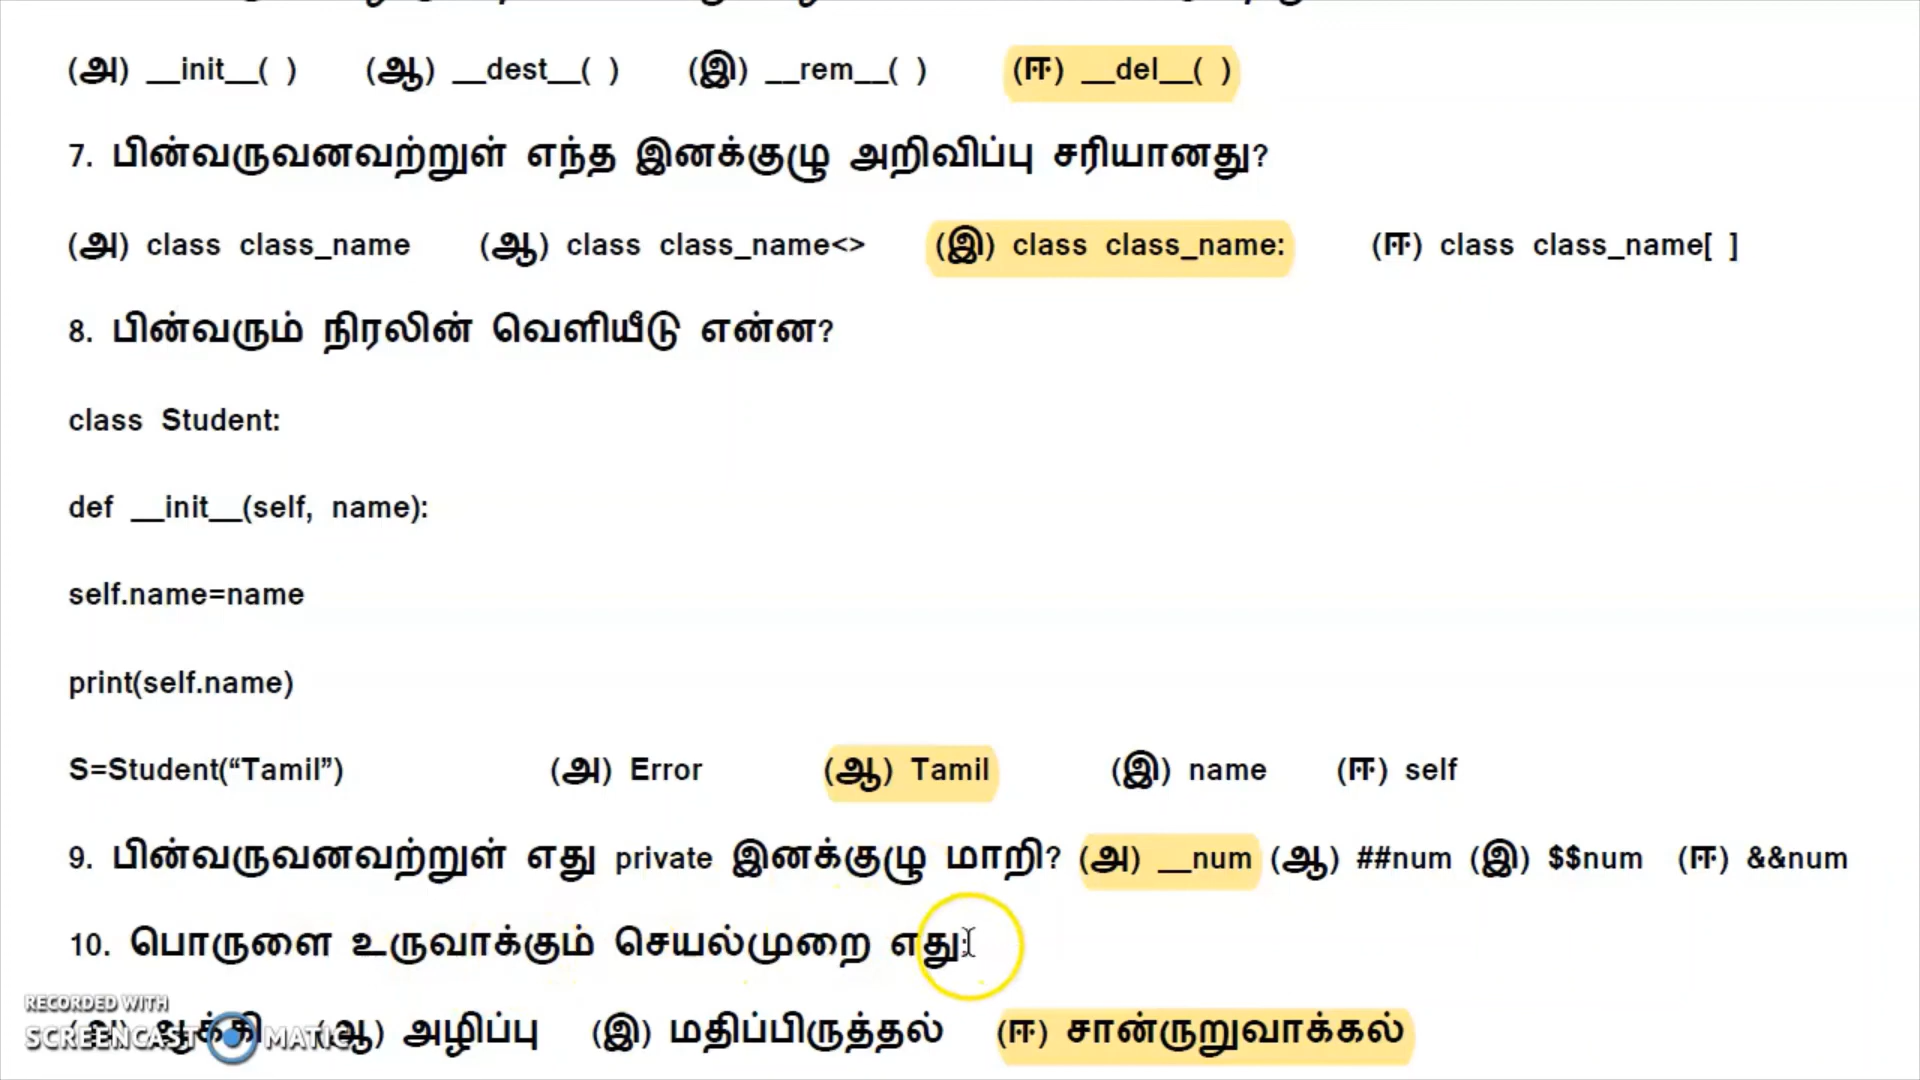 (அ) __init__( ) (ஆ) __dest__( ) (இ) __rem__( ) (ஈ) __del__( )
7. பின்வருவனவற்றுள் எந்த இனக்குழு அறிவிப்பு சரியானது?
(அ) class class_name (ஆ) class class_name<> (இ) class class_name: (ஈ) class class_name[ ]
8. பின்வரும் நிரலின் வெளியீடு என்ன?
class Student:
def __init__(self, name):
self.name=name
print(self.name)
S=Student(“Tamil”) (அ) Error (ஆ) Tamil (இ) name (ஈ) self
9. பின்வருவனவற்றுள் எது private இனக்குழு மாறி? (அ) __num (ஆ) ##num (இ) $$num (ஈ) &&num
10. பொருளை உருவாக்கும் செயல்முறை எது:
(அ) ஆக்கி (ஆ) அழிப்பு (இ) மதிப்பிருத்தல் (ஈ) சான்றுருவாக்கல்
RECORDED WITH
SCREENCAST MATIC